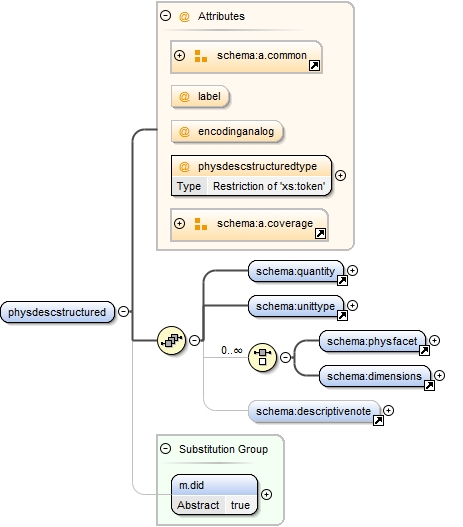 @ Attributes
schema:a.common
@ label
@ encodinganalog
@ physdescstructuredtype
Type Restriction of 'xs:token'
schema:a.coverage
schema:quantity
schema:unittype
physdescstructured
0..∞
schema:physfacet
schema:dimensions
schema:descriptivenote
Substitution Group
m.did
Abstract true